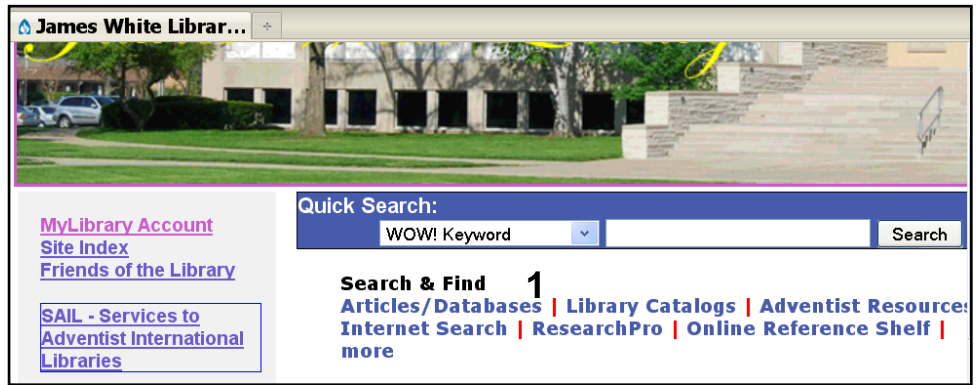 James White Librar...
MyLibrary Account
Site Index
Friends of the Library
SAIL - Services to
Adventist International
Libraries
Quick Search:
WOW! Keyword Search
Search & Find 1
Articles/Databases | Library Catalogs | Adventist Resources
Internet Search | ResearchPro | Online Reference Shelf |
more